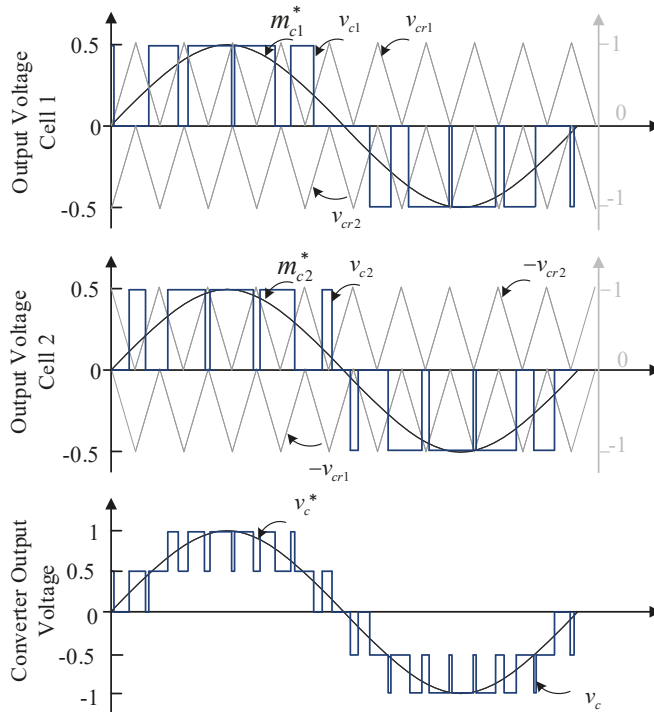 m*c1 vc1 vcr1
0.5
0
-0.5
1
0
-1
Output Voltage
Cell 1
vcr2
m*c2 vc2 −vcr2
0.5
0
-0.5
1
0
-1
Output Voltage
Cell 2
−vcr1
vc*
1
0.5
0
-0.5
-1
Converter Output
Voltage
vc